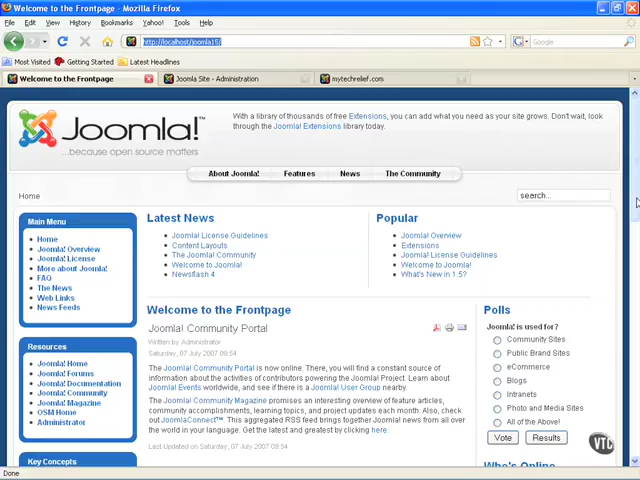 Welcome to the Frontpage - Mozilla Firefox
File Edit View History Bookmarks Yahoo! Tools Help
http://localhost/joomla15/
Google
Most Visited Getting Started Latest Headlines
Welcome to the Frontpage
Joomla Site - Administration
mytechrelief.com
Joomla!™
...because open source matters
With a library of thousands of free Extensions, you can add what you need as your site grows. Don't wait, look
through the Joomla! Extensions library today.
About Joomla! Features News The Community
Home
search...
Main Menu
Home
Joomla! Overview
Joomla! License
More about Joomla!
FAQ
The News
Web Links
News Feeds
Resources
Joomla! Home
Joomla! Forums
Joomla! Documentation
Joomla! Community
Joomla! Magazine
OSM Home
Administrator
Key Concepts
Latest News
Joomla! License Guidelines
Content Layouts
The Joomla! Community
Welcome to Joomla!
Newsflash 4
Popular
Joomla! Overview
Extensions
Joomla! License Guidelines
Welcome to Joomla!
What's New in 1.5?
Welcome to the Frontpage
Joomla! Community Portal
Written by Administrator
Saturday, 07 July 2007 09:54
The Joomla! Community Portal is now online. There, you will find a constant source of
information about the activities of contributors powering the Joomla! Project. Learn about
Joomla! Events worldwide, and see if there is a Joomla! User Group nearby.
The Joomla! Community Magazine promises an interesting overview of feature articles,
community accomplishments, learning topics, and project updates each month. Also, check
out JoomlaConnect™. This aggregated RSS feed brings together Joomla! news from all over
the world in your language. Get the latest and greatest by clicking here.
Last Updated on Saturday, 07 July 2007 09:54
Polls
Joomla! is used for?
Community Sites
Public Brand Sites
eCommerce
Blogs
Intranets
Photo and Media Sites
All of the Above!
Vote Results
Who's Online
VTC
Done